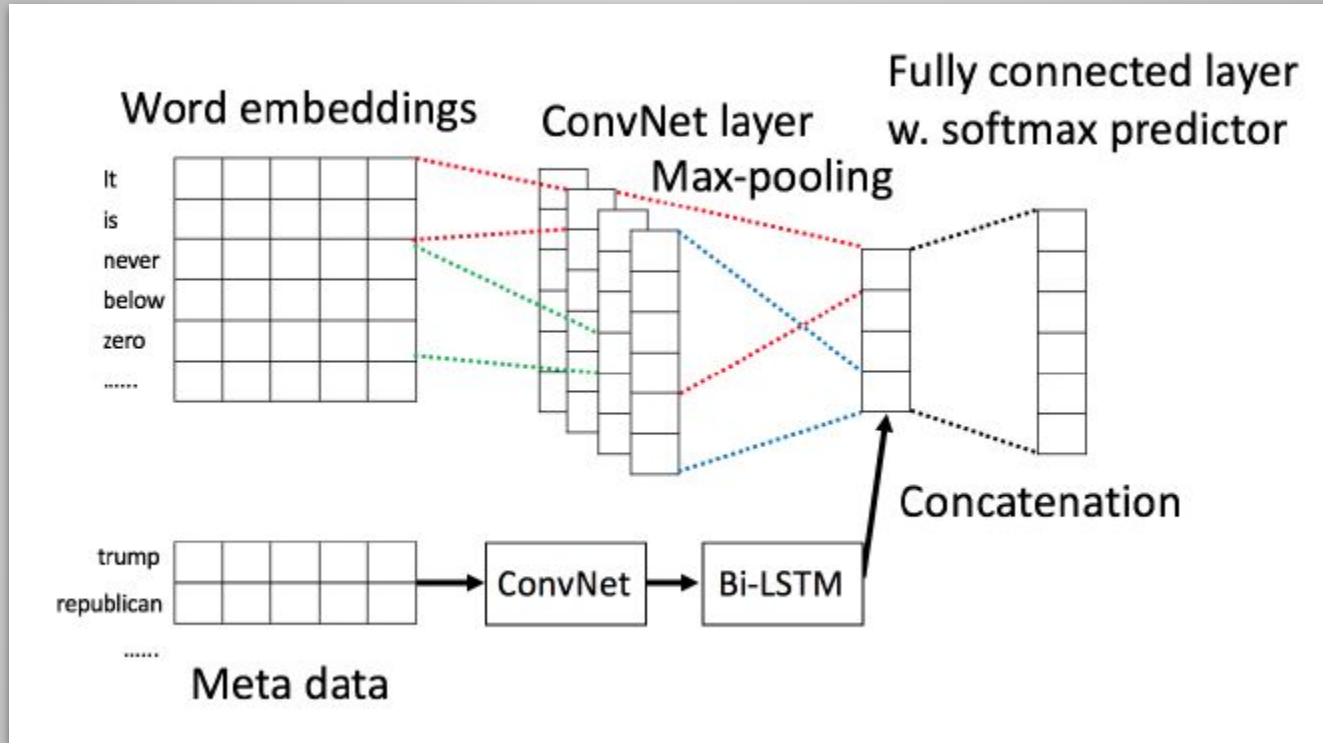 Word embeddings
It
is
never
below
zero
......
ConvNet layer
Max-pooling
Fully connected layer
w. softmax predictor
Concatenation
trump
republican
......
Meta data
ConvNet
Bi-LSTM